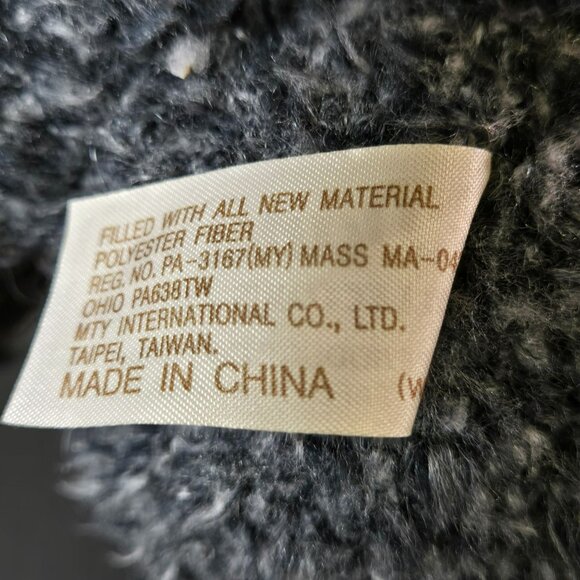 FILLED WITH ALL NEW MATERIAL
POLYESTER FIBER
REG. NO. PA-3167(MY) MASS MA-04
OHIO PA638TW
MTY INTERNATIONAL CO., LTD.
TAIPEI, TAIWAN.
MADE IN CHINA